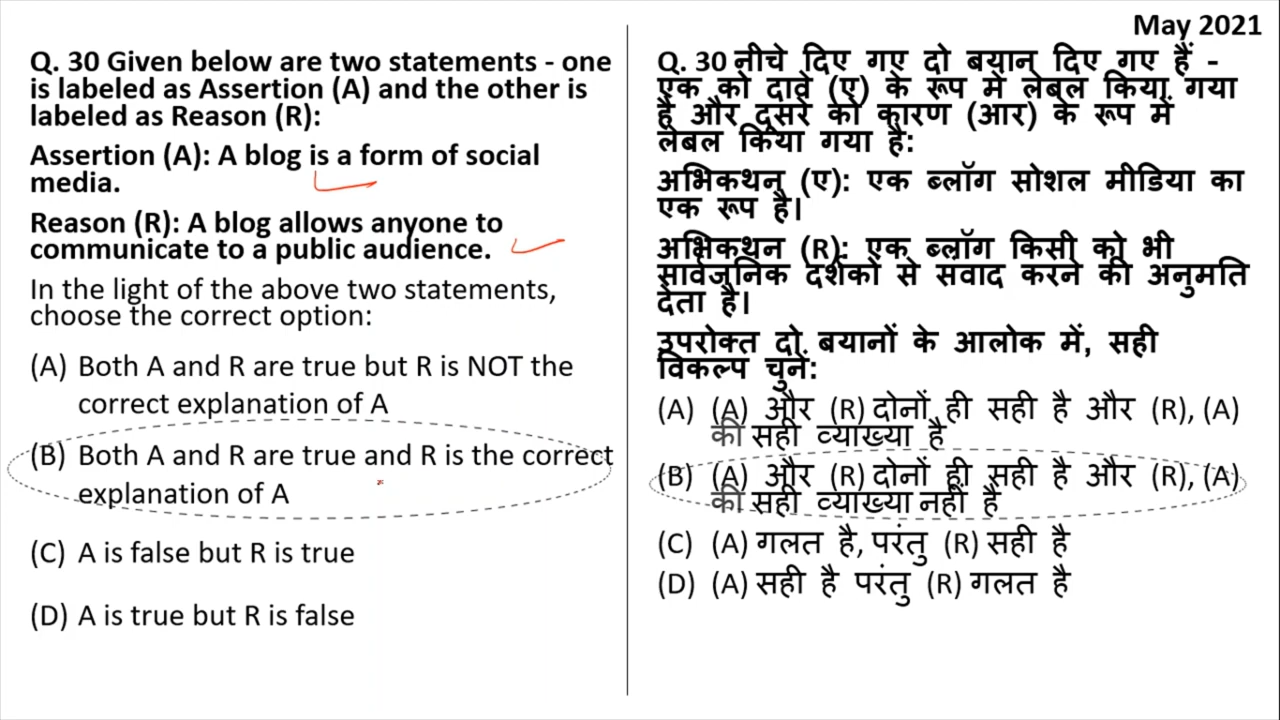 May 2021
Q. 30 Given below are two statements - one
is labeled as Assertion (A) and the other is
labeled as Reason (R):
Assertion (A): A blog is a form of social
media.
Reason (R): A blog allows anyone to
communicate to a public audience.
In the light of the above two statements,
choose the correct option:
(A) Both A and R are true but R is NOT the
correct explanation of A
(B) Both A and R are true and R is the correct
explanation of A
(C) A is false but R is true
(D) A is true but R is false
Q. 30 नीचे दिए गए दो बयान दिए गए हैं -
एक को दावे (ए) के रूप में लेबल किया गया
है और दूसरे को कारण (आर) के रूप में
लेबल किया गया है:
अभिकथन (ए): एक ब्लॉग सोशल मीडिया का
एक रूप है।
अभिकथन (R): एक ब्लॉग किसी को भी
सार्वजनिक दर्शकों से संवाद करने की अनुमति
देता है।
उपरोक्त दो बयानों के आलोक में, सही
विकल्प चुनें:
(A) (A) और (R) दोनों ही सही है और (R), (A)
की सही व्याख्या है
(B) (A) और (R) दोनों ही सही है और (R), (A)
की सही व्याख्या नहीं है
(C) (A) गलत है, परंतु (R) सही है
(D) (A) सही है परंतु (R) गलत है